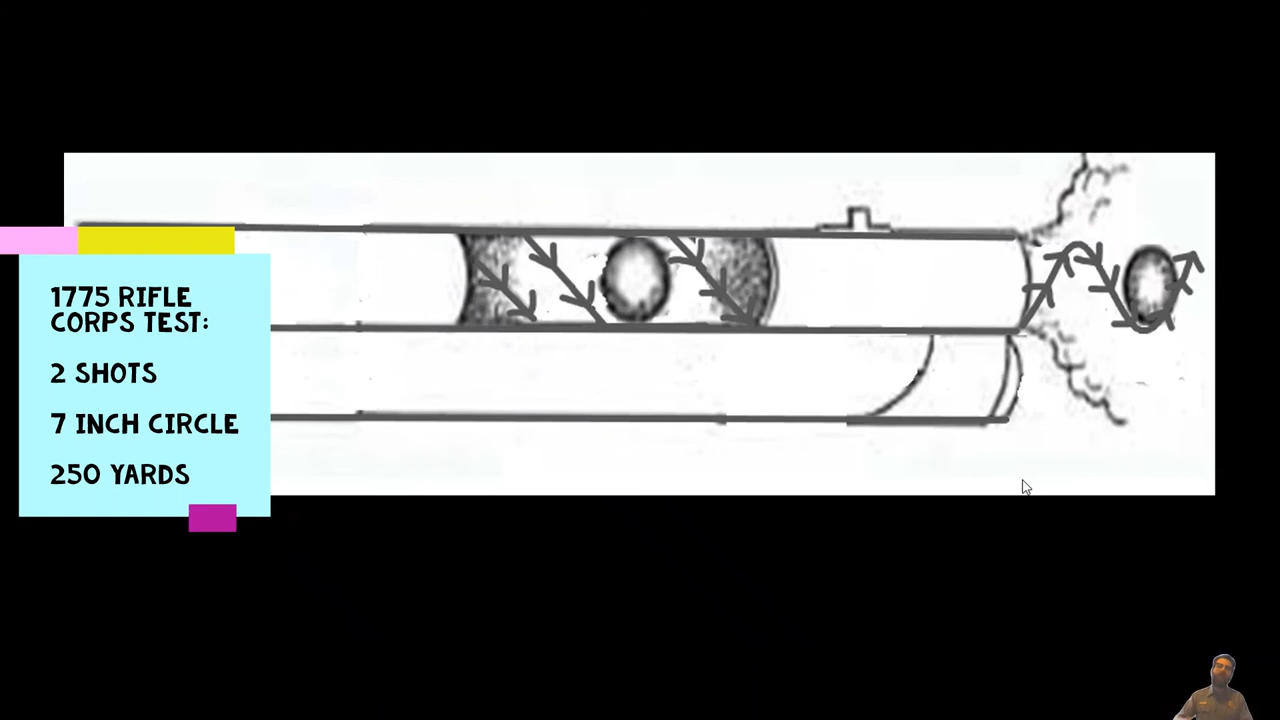 1775 RIFLE
CORPS TEST:
2 SHOTS
7 INCH CIRCLE
250 YARDS